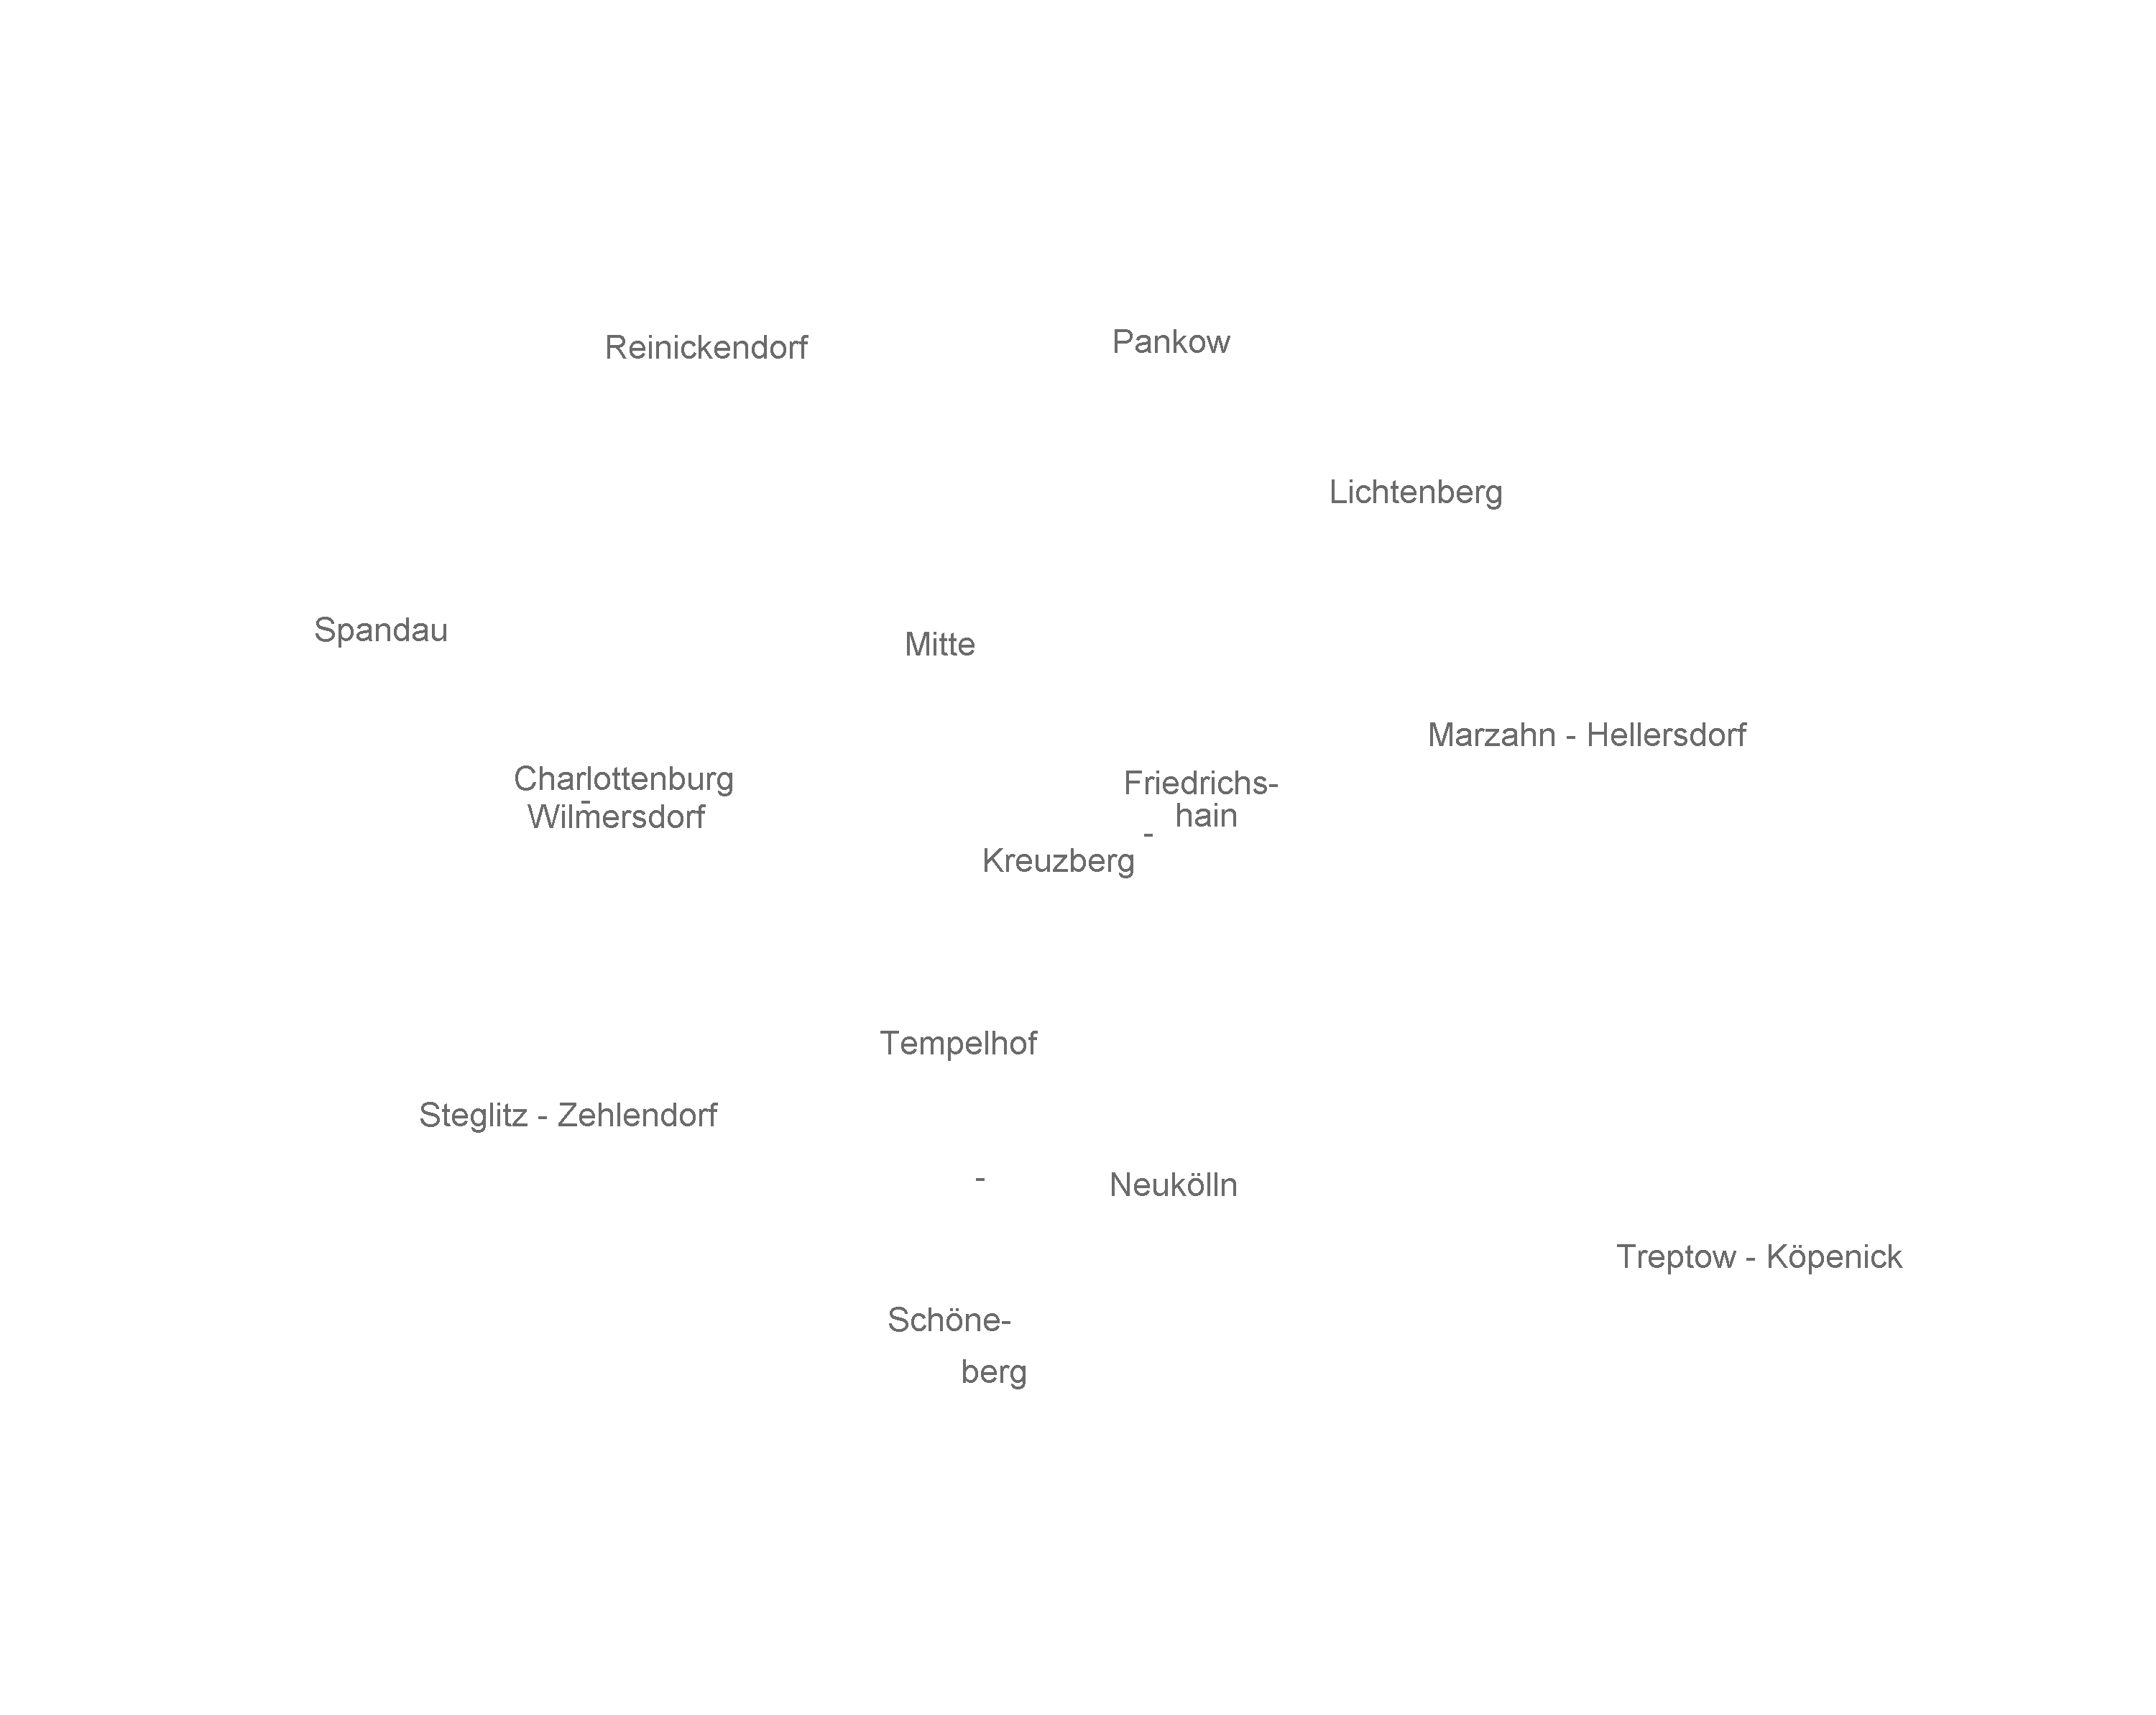 Reinickendorf
Pankow
Lichtenberg
Spandau
Mitte
Marzahn - Hellersdorf
Charlottenburg
-
Wilmersdorf
Friedrichs-
hain
-
Kreuzberg
Tempelhof
-
Schöne-
berg
Steglitz - Zehlendorf
Neukölln
Treptow - Köpenick